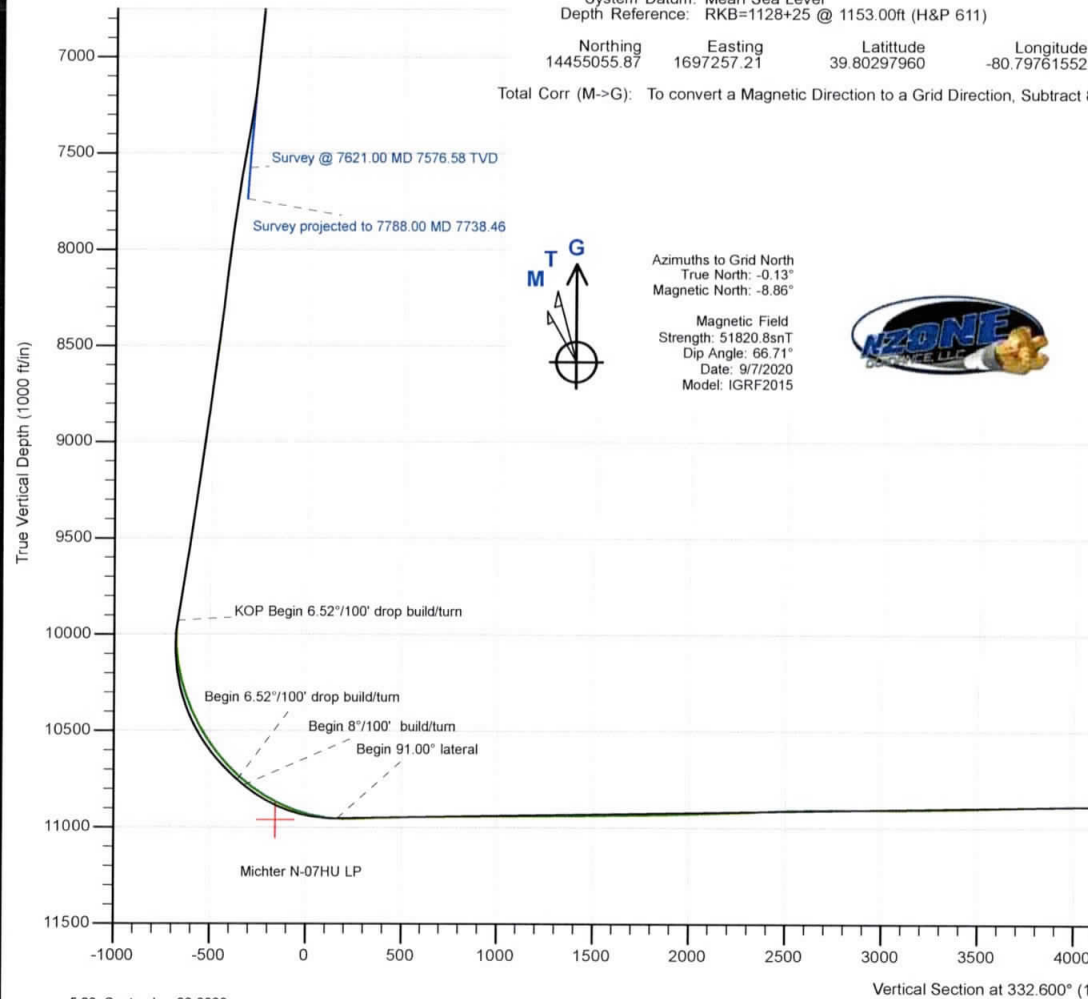 Depth Reference: RKB=1128+25 @ 1153.00ft (H&P 611)
Northing Easting Latittude Longitude
14455055.87 1697257.21 39.80297960 -80.79761552
Total Corr (M->G): To convert a Magnetic Direction to a Grid Direction, Subtract
7000
7500
8000
8500
9000
9500
10000
10500
11000
11500
True Vertical Depth (1000 ft/in)
Survey @ 7621.00 MD 7576.58 TVD
Survey projected to 7788.00 MD 7738.46
M T G
Azimuths to Grid North
True North: -0.13°
Magnetic North: -8.86°
Magnetic Field
Strength: 51820.8snT
Dip Angle: 66.71°
Date: 9/7/2020
Model: IGRF2015
NZONE
GUIDANCE LLC
KOP Begin 6.52°/100' drop build/turn
Begin 6.52°/100' drop build/turn
Begin 8°/100' build/turn
Begin 91.00° lateral
Michter N-07HU LP
-1000 -500 0 500 1000 1500 2000 2500 3000 3500 4000
Vertical Section at 332.600° (1